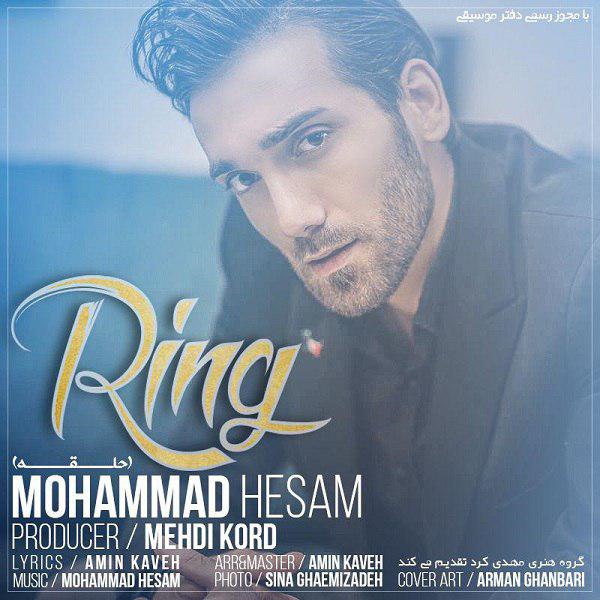 با مجوز رسمی دفتر موسیقی
Ring
(حلقه)
MOHAMMAD HESAM
PRODUCER / MEHDI KORD
LYRICS / AMIN KAVEH
MUSIC / MOHAMMAD HESAM
ARR&MASTER / AMIN KAVEH
PHOTO / SINA GHAEMIZADEH
گروه هنری مهدی کرد تقدیم می کند
COVER ART / ARMAN GHANBARI